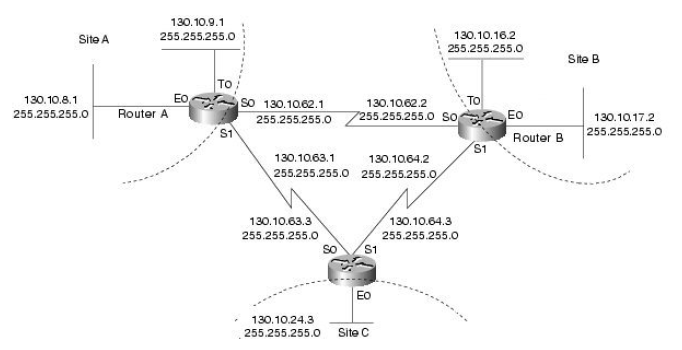 130.10.9.1
255.255.255.0
130.10.16.2
255.255.255.0
Site A
Site B
130.10.8.1
255.255.255.0
T0
E0
S0
S1
Router A
130.10.62.1
255.255.255.0
130.10.62.2
255.255.255.0
T0
S0
E0
S1
Router B
130.10.17.2
255.255.255.0
130.10.63.1
255.255.255.0
130.10.64.2
255.255.255.0
130.10.63.3
255.255.255.0
130.10.64.3
255.255.255.0
S0
S1
E0
130.10.24.3
255.255.255.0
Site C